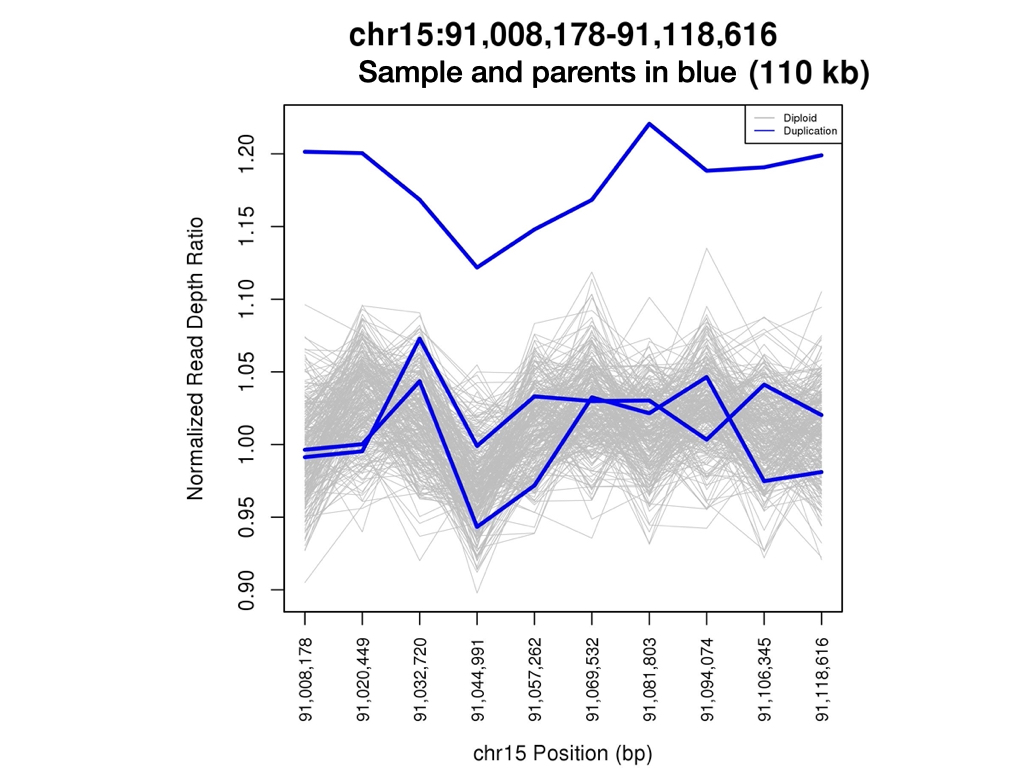 chr15:91,008,178-91,118,616
Sample and parents in blue (110 kb)
Diploid
Duplication
Normalized Read Depth Ratio
1.20
1.15
1.10
1.05
1.00
0.95
0.90
91,008,178
91,020,449
91,032,720
91,044,991
91,057,262
91,069,532
91,081,803
91,094,074
91,106,345
91,118,616
chr15 Position (bp)